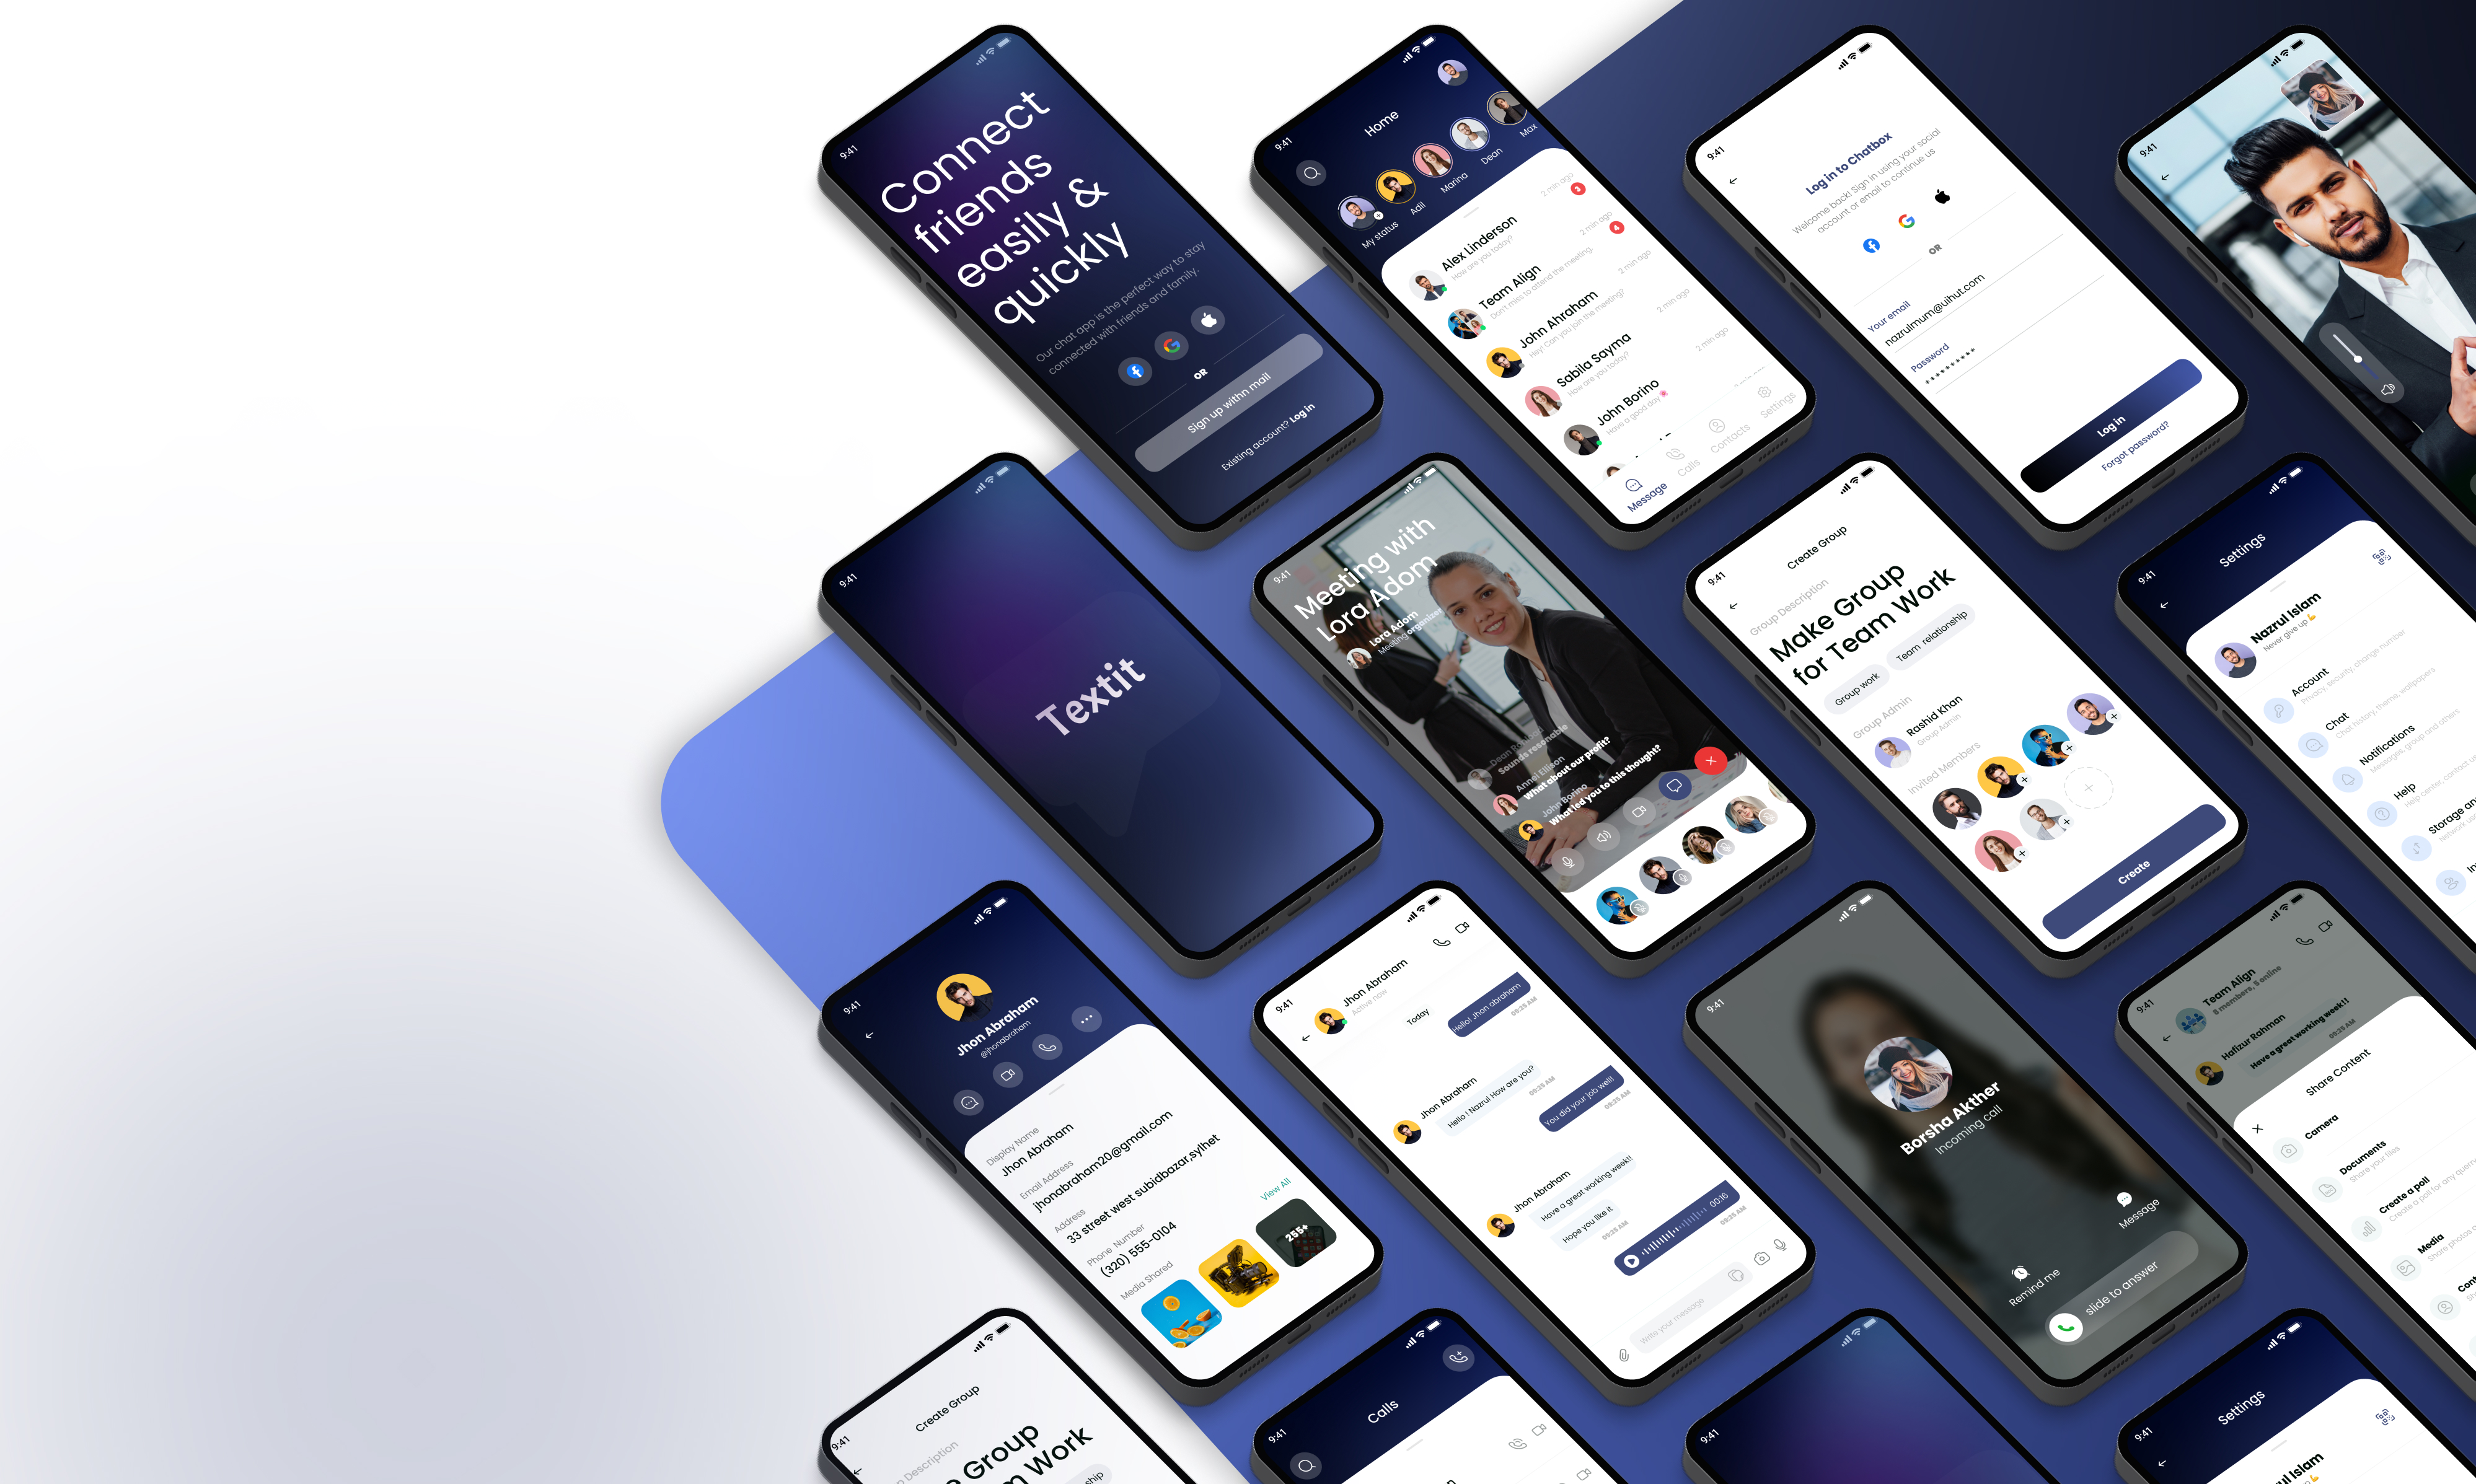 9:41
Connect
friends
easily &
quickly
Our chat app is the perfect way to stay
connected with friends and family.
OR
Sign up withn mail
Existing account? Log in
9:41
Home
My status
Adil
Marina
Dean
Max
Alex Linderson
How are you today?
2 min ago
3
Team Align
Don't miss to attend the meeting.
2 min ago
4
John Ahraham
Hey! Can you join the meeting?
2 min ago
Sabila Sayma
How are you today?
2 min ago
John Borino
Have a good day
2 min ago
Message
Calls
Contacts
Settings
9:41
Log in to Chatbox
Welcome back! Sign in using your social
account or email to continue us
OR
Your email
nazrulmum@uihut.com
Password
Log in
Forgot password?
9:41
9:41
Textit
9:41
Meeting with
Lora Adom
Lora Adom
Meeting organizer
Sounds resonable
Annei Ellison
What about our profit?
John Borino
What led you to this thought?
9:41
Create Group
Group Description
Make Group
for Team Work
Group work
Team relationship
Group Admin
Rashid Khan
Group Admin
Invited Members
Create
9:41
Settings
Nazrul Islam
Never give up
Account
Privacy, security, change number
Chat
Chat history, theme, wallpapers
Notifications
Messages, group and others
Help
Help center, contact
Storage
9:41
Jhon Abraham
@jhonabraham
Display Name
Jhon Abraham
Email Address
jhonabraham20@gmail.com
Address
33 street west subidbazar,sylhet
Phone Number
(320) 555-0104
Media Shared
View All
255+
9:41
Jhon Abraham
Active now
Today
Hello! Jhon abraham
09:25 AM
Jhon Abraham
Hello ! Nazrul How are you?
09:25 AM
You did your job well!
09:25 AM
Jhon Abraham
Have a great working week!!
Hope you like it
09:25 AM
00:16
09:25 AM
Write your message
9:41
Borsha Akther
Incoming call
Message
Remind me
slide to answer
9:41
Team Align
8 members, 5 online
Hafizur Rahman
Have a great working week!!
09:25 AM
Share Content
Camera
Documents
Share your files
Create a poll
Create a poll for any
Media
Share photos
9:41
Create Group
Description
Group
Work
9:41
Calls
9:41
9:41
Settings